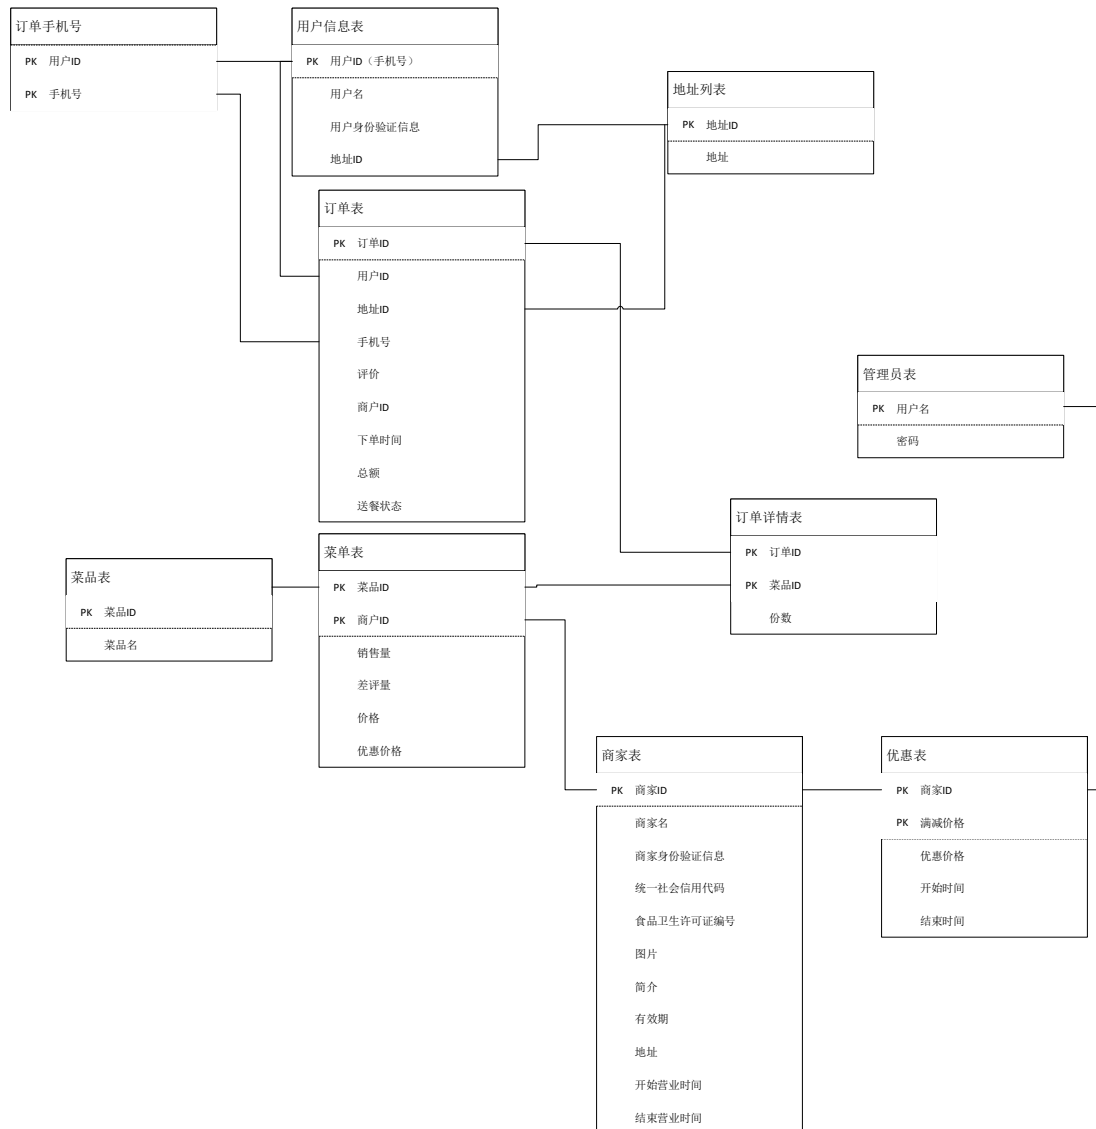 订单手机号
PK 用户ID
PK 手机号
用户信息表
PK 用户ID（手机号）
用户名
用户身份验证信息
地址ID
地址列表
PK 地址ID
地址
订单表
PK 订单ID
用户ID
地址ID
手机号
评价
商户ID
下单时间
总额
送餐状态
管理员表
PK 用户名
密码
订单详情表
PK 订单ID
PK 菜品ID
份数
菜品表
PK 菜品ID
菜品名
菜单表
PK 菜品ID
PK 商户ID
销售量
差评量
价格
优惠价格
商家表
PK 商家ID
商家名
商家身份验证信息
统一社会信用代码
食品卫生许可证编号
图片
简介
有效期
地址
开始营业时间
结束营业时间
优惠表
PK 商家ID
PK 满减价格
优惠价格
开始时间
结束时间